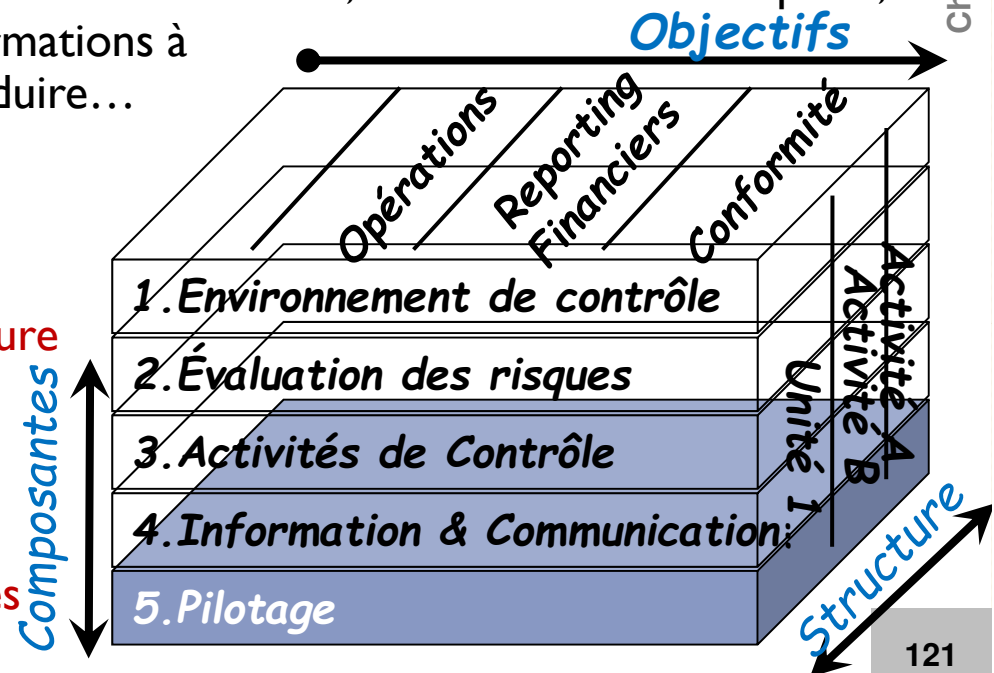 Objectifs
rmations à
duire…
Opérations
Reporting
Financiers
Conformité
1.Environnement de contrôle
2.Évaluation des risques
3.Activités de Contrôle
4.Information & Communication
5.Pilotage
Activité A
Activité B
Unité 1
ure
Composantes
es
Structure
121